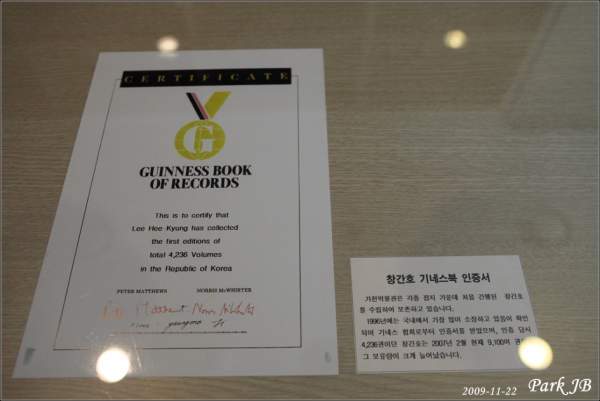 CERTIFICATE
G
GUINNESS BOOK
OF RECORDS
This is to certify that
Lee Hee Kyung has collected
the first editions of
total 4,236 Volumes
in the Republic of Korea
PETER MATTHEWS NORRIS McWHIRTER
창간호 기네스북 인증서
가천박물관은 각종 잡지 가운데 처음 간행된 창간호
를 수집하여 보존하고 있습니다.
1996년에는 국내에서 가장 많이 소장하고 있음이 확인
되어 기네스 협회로부터 인증서를 받았으며, 인증 당시
4,236권이던 창간호는 2007년 2월 현재 9,100여
그 보유량이 크게 늘어났습니다.
2009-11-22 Park JB